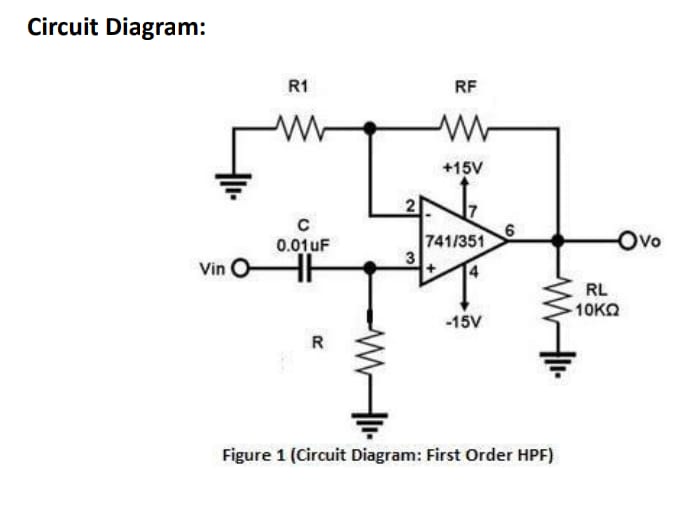 Circuit Diagram:
R1
RF
+15V
2
-
7
C
0.01uF
741/351
6
Vo
Vin
3
+
4
RL
10KΩ
-15V
R
Figure 1 (Circuit Diagram: First Order HPF)